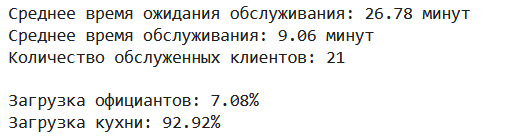 Среднее время ожидания обслуживания: 26.78 минут
Среднее время обслуживания: 9.06 минут
Количество обслуженных клиентов: 21
Загрузка официантов: 7.08%
Загрузка кухни: 92.92%